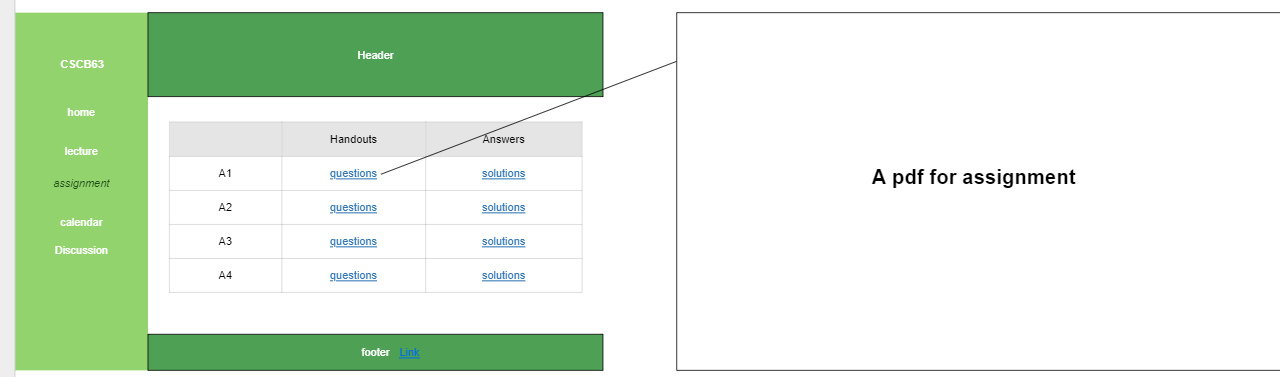 CSCB63
home
lecture
assignment
calendar
Discussion
Header
Handouts Answers
A1 questions solutions
A2 questions solutions
A3 questions solutions
A4 questions solutions
footer Link
A pdf for assignment